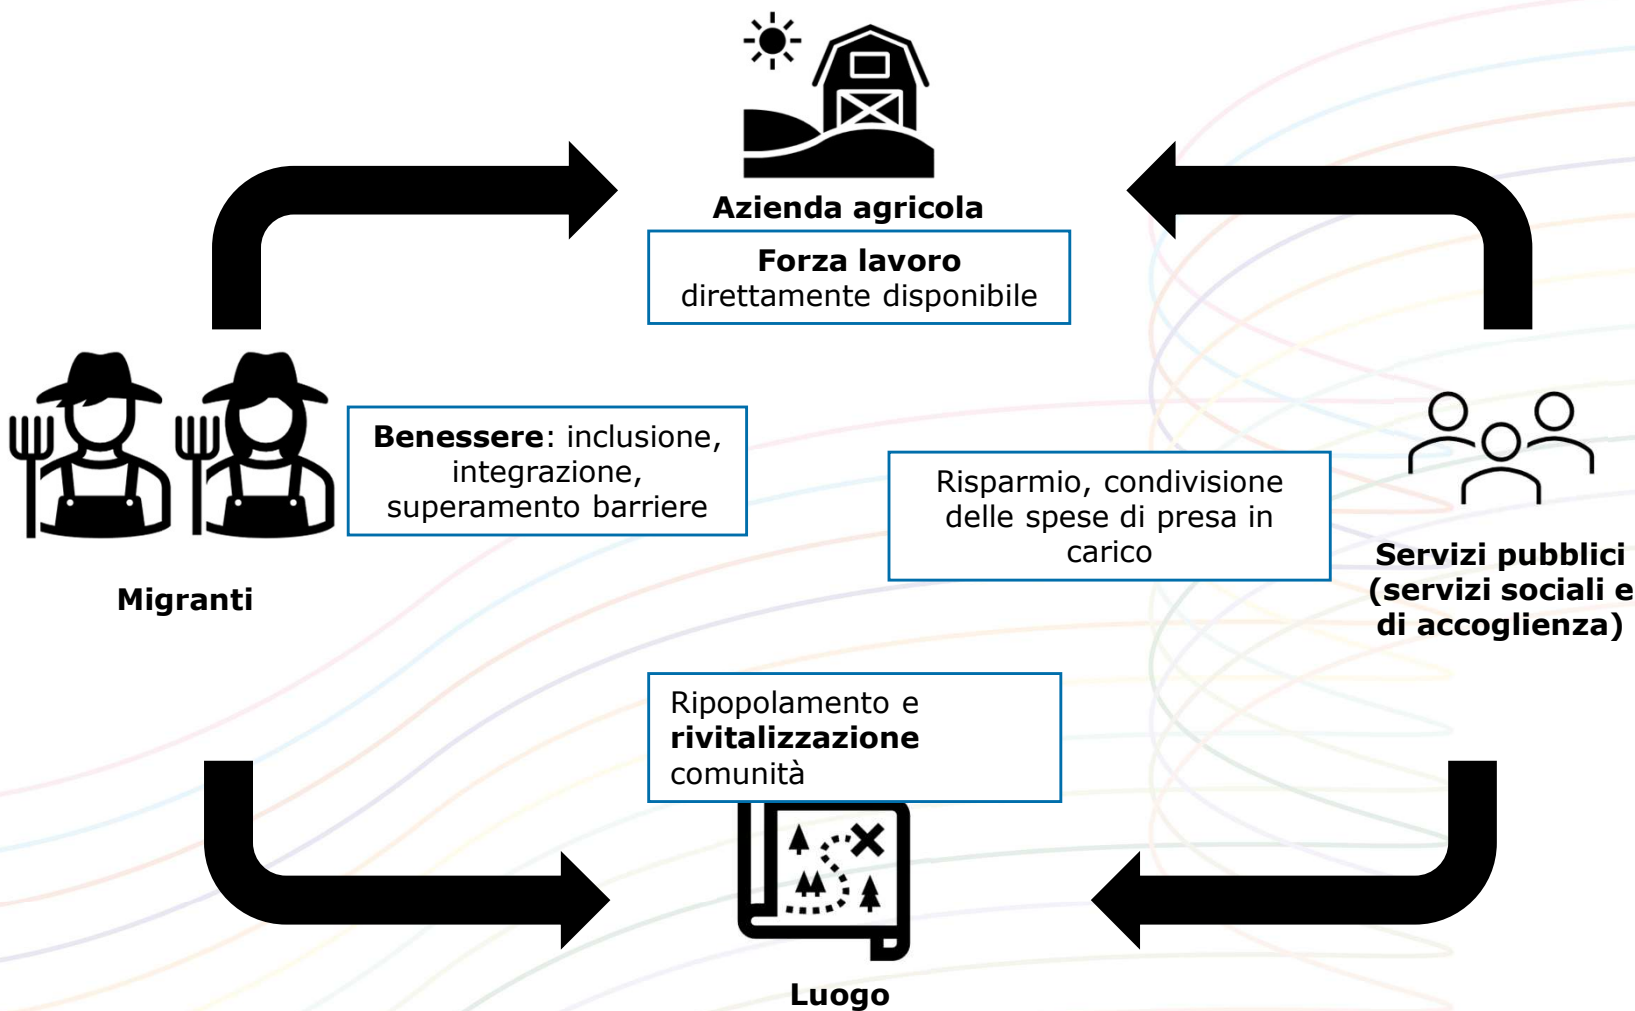 Azienda agricola
Forza lavoro
direttamente disponibile
Benessere: inclusione,
integrazione,
superamento barriere
Migranti
Risparmio, condivisione
delle spese di presa in
carico
Servizi pubblici
(servizi sociali e
di accoglienza)
Ripopolamento e
rivitalizzazione
comunità
Luogo